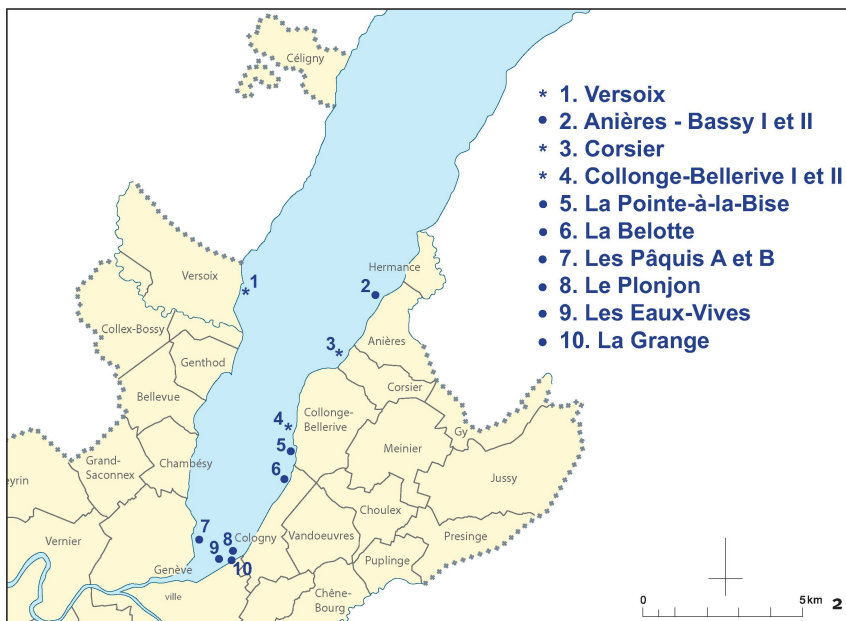 Céligny
* 1. Versoix
• 2. Anières - Bassy I et II
* 3. Corsier
* 4. Collonge-Bellerive I et II
• 5. La Pointe-à-la-Bise
• 6. La Belotte
• 7. Les Pâquis A et B
• 8. Le Plonjon
• 9. Les Eaux-Vives
• 10. La Grange
Hermance
Versoix
1
2
Collex-Bossy
3
Anières
Genthod
Corsier
Bellevue
Collonge-
Bellerive
4
Gy
5
Meinier
Chambésy
Grand-
Saconnex
6
Jussy
eyrin
Choulex
7
Vernier
8
Cologny
Vandoeuvres
Presinge
9
10
Puplinge
Genève
ville
Chêne-
Bourg
0
5 km
2